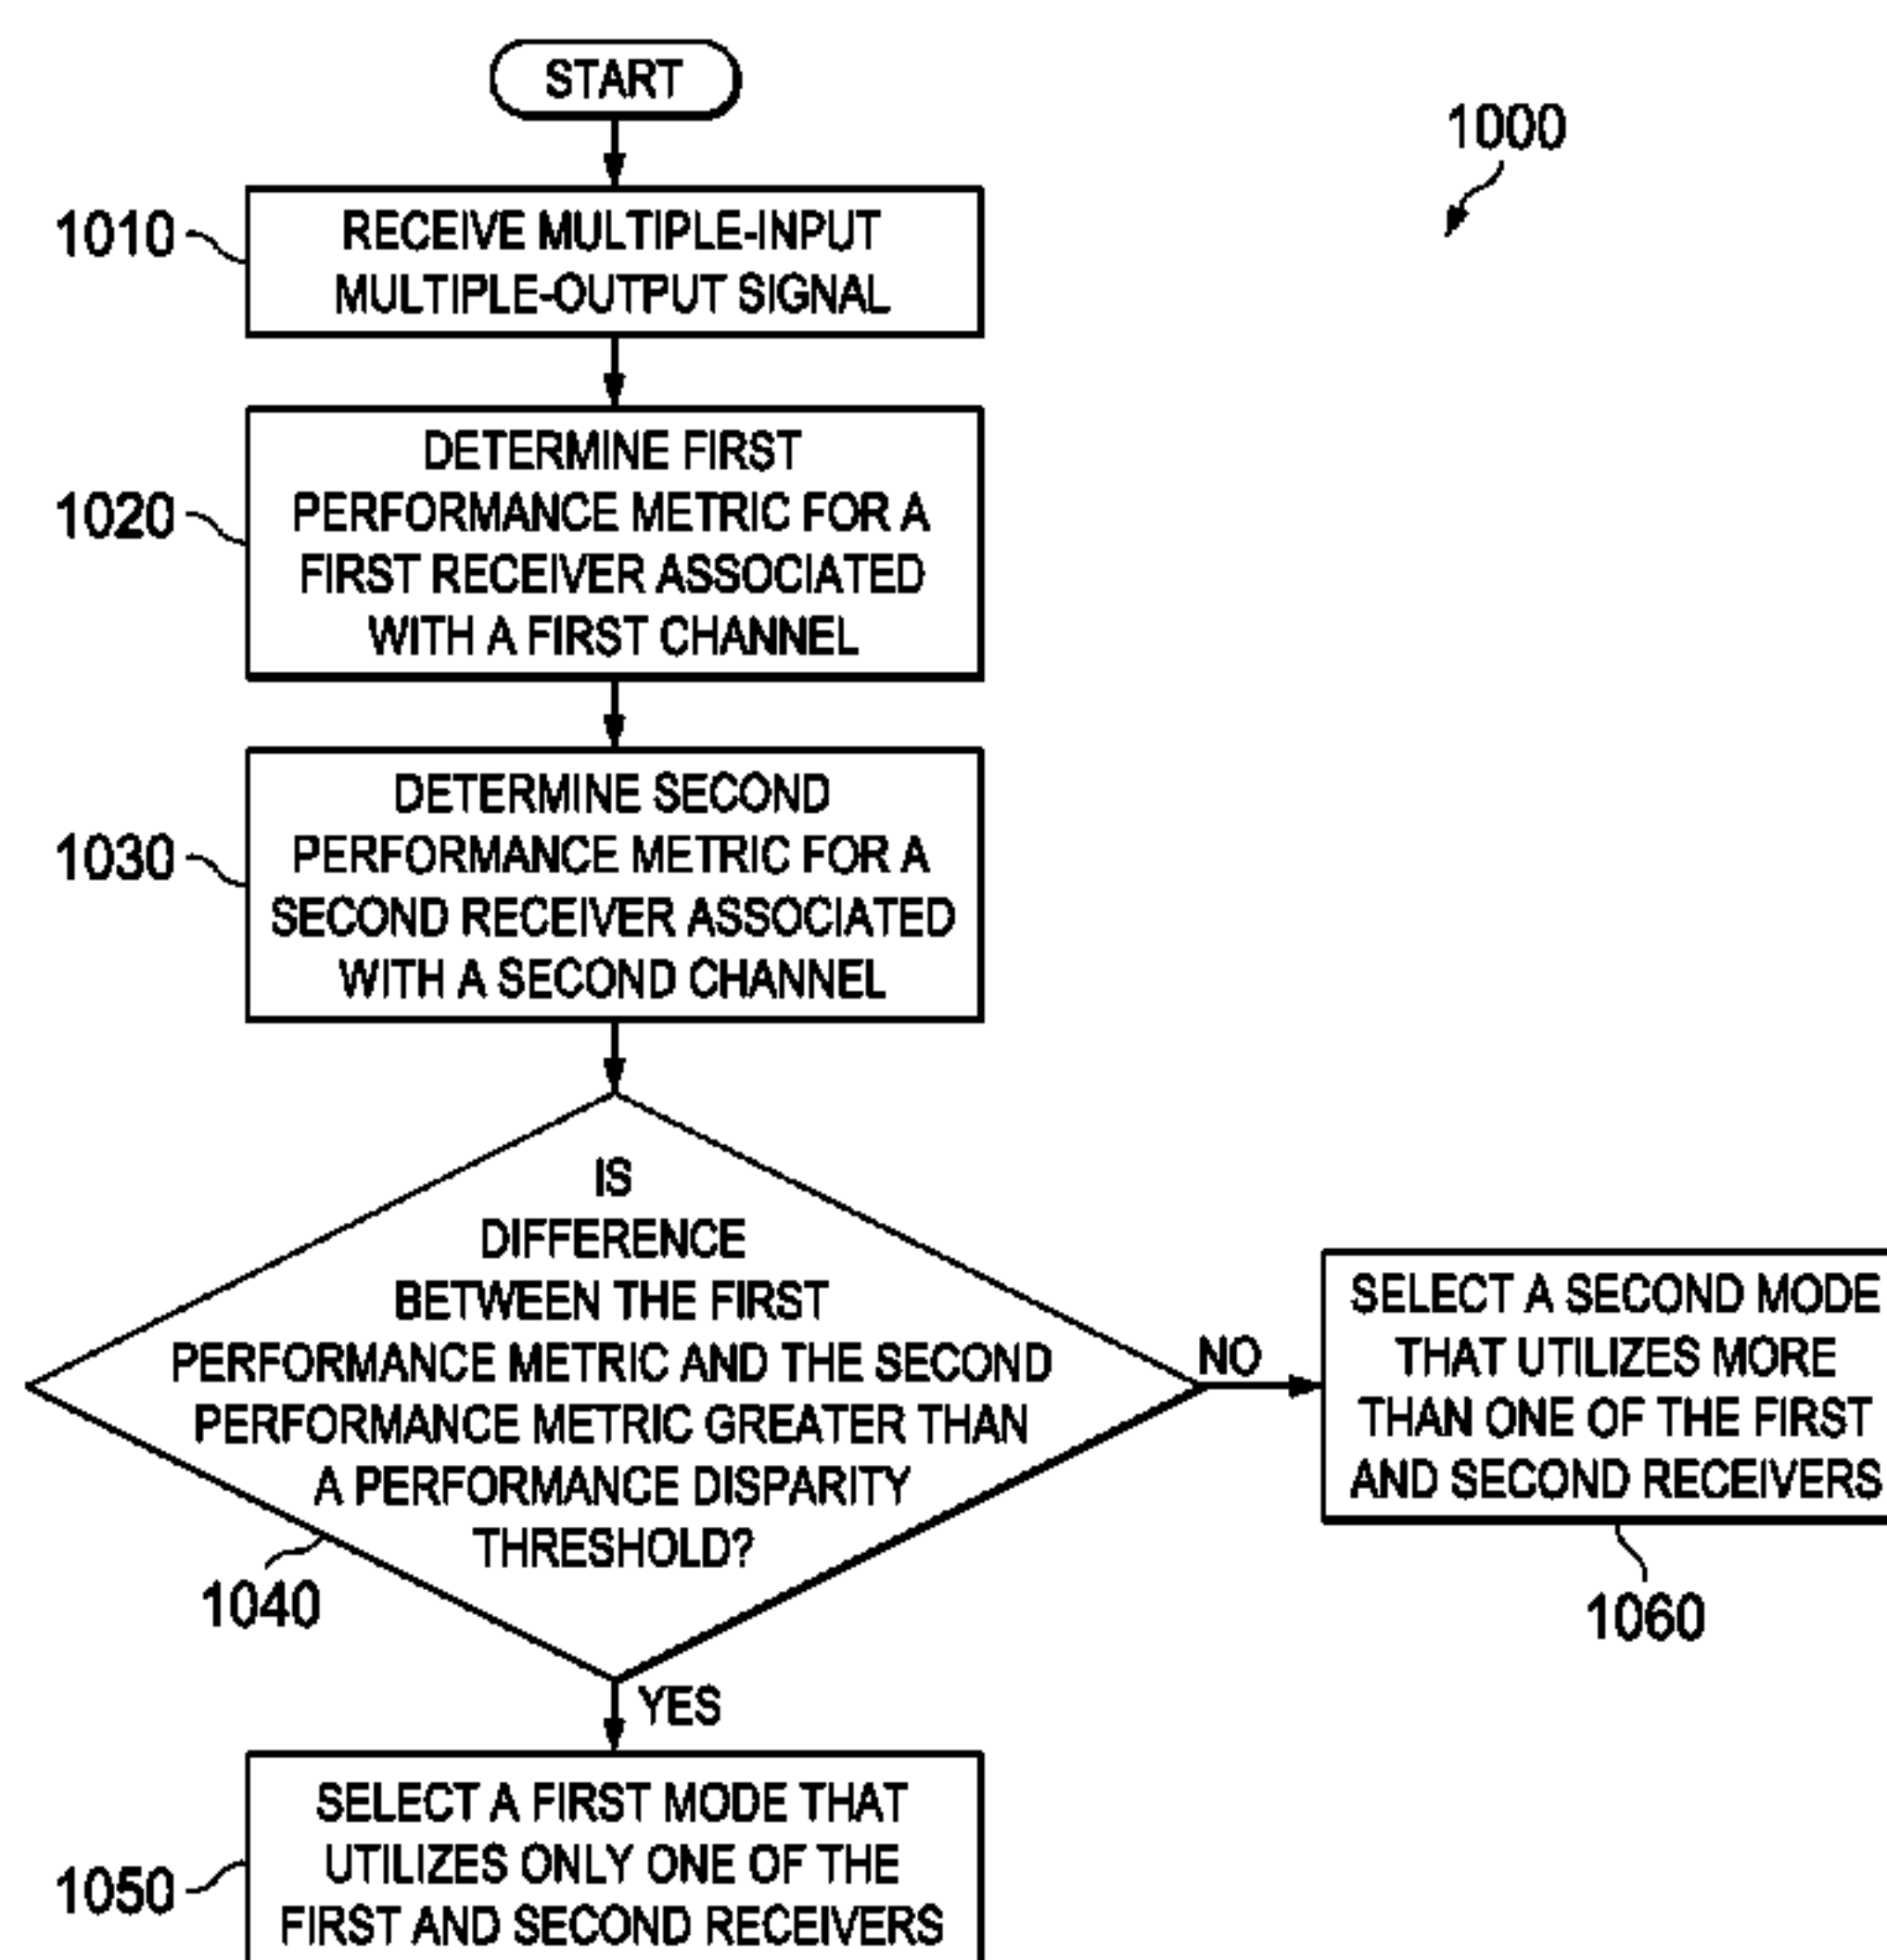 START
1000
1010
RECEIVE MULTIPLE-INPUT
MULTIPLE-OUTPUT SIGNAL
1020
DETERMINE FIRST
PERFORMANCE METRIC FOR A
FIRST RECEIVER ASSOCIATED
WITH A FIRST CHANNEL
1030
DETERMINE SECOND
PERFORMANCE METRIC FOR A
SECOND RECEIVER ASSOCIATED
WITH A SECOND CHANNEL
IS
DIFFERENCE
BETWEEN THE FIRST
PERFORMANCE METRIC AND THE SECOND
PERFORMANCE METRIC GREATER THAN
A PERFORMANCE DISPARITY
THRESHOLD?
1040
NO
SELECT A SECOND MODE
THAT UTILIZES MORE
THAN ONE OF THE FIRST
AND SECOND RECEIVERS
1060
YES
1050
SELECT A FIRST MODE THAT
UTILIZES ONLY ONE OF THE
FIRST AND SECOND RECEIVERS